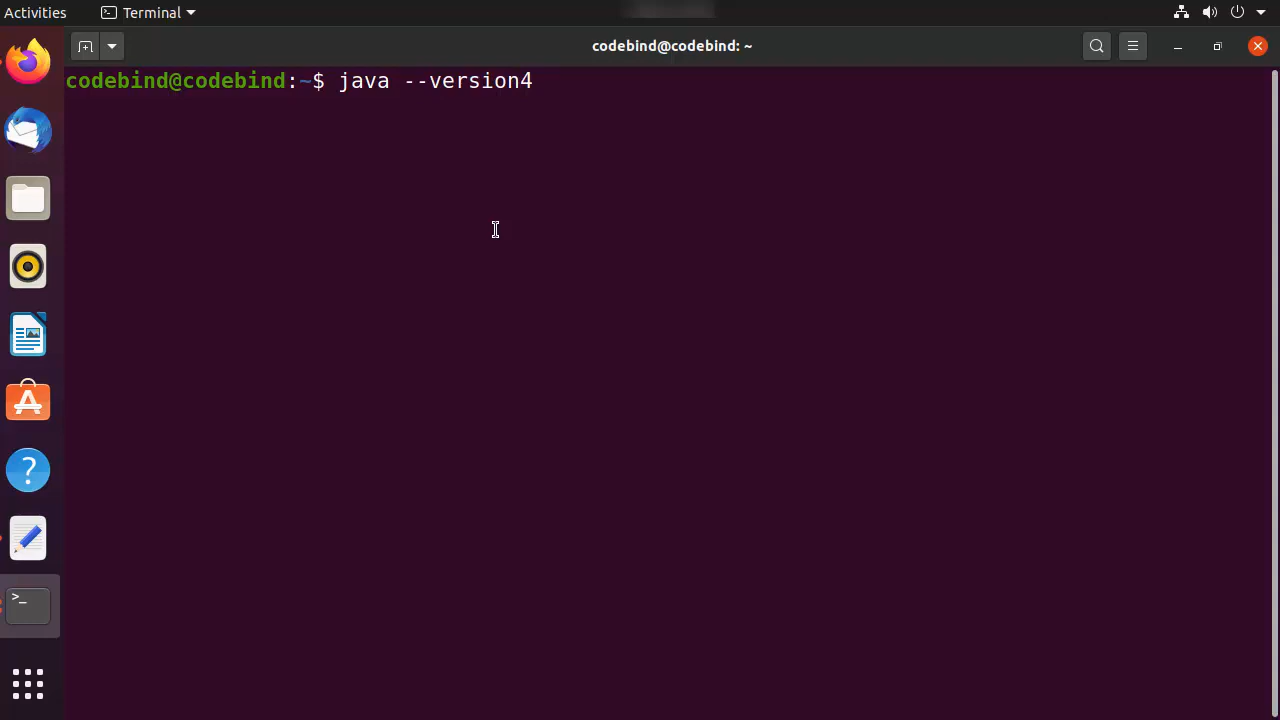 Activities
Terminal
codebind@codebind: ~
codebind@codebind:~$ java --version4
>_
?